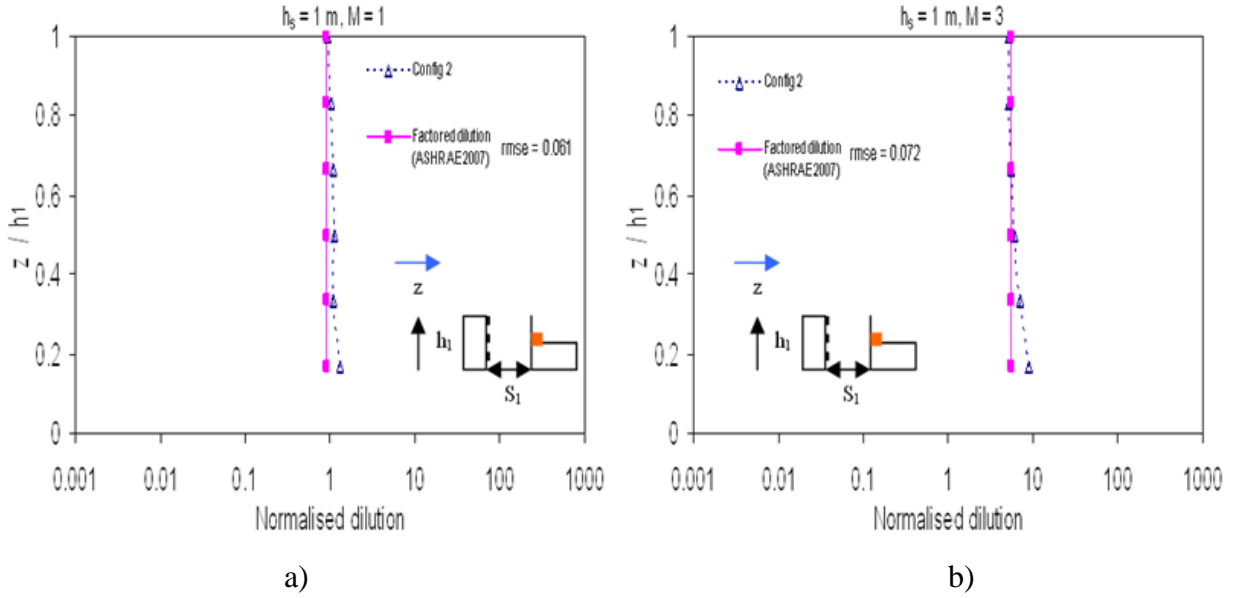 hs = 1 m, M = 1
1
0.8
0.6
0.4
0.2
0
z / h1
Config 2
Factored dilution
(ASHRAE2007)
rmse = 0.061
z
h1
S1
0.001 0.01 0.1 1 10 100 1000
Normalised dilution
a)
hs = 1 m, M = 3
1
0.8
0.6
0.4
0.2
0
z / h1
Config 2
Factored dilution
(ASHRAE2007)
rmse = 0.072
z
h1
S1
0.001 0.01 0.1 1 10 100 1000
Normalised dilution
b)